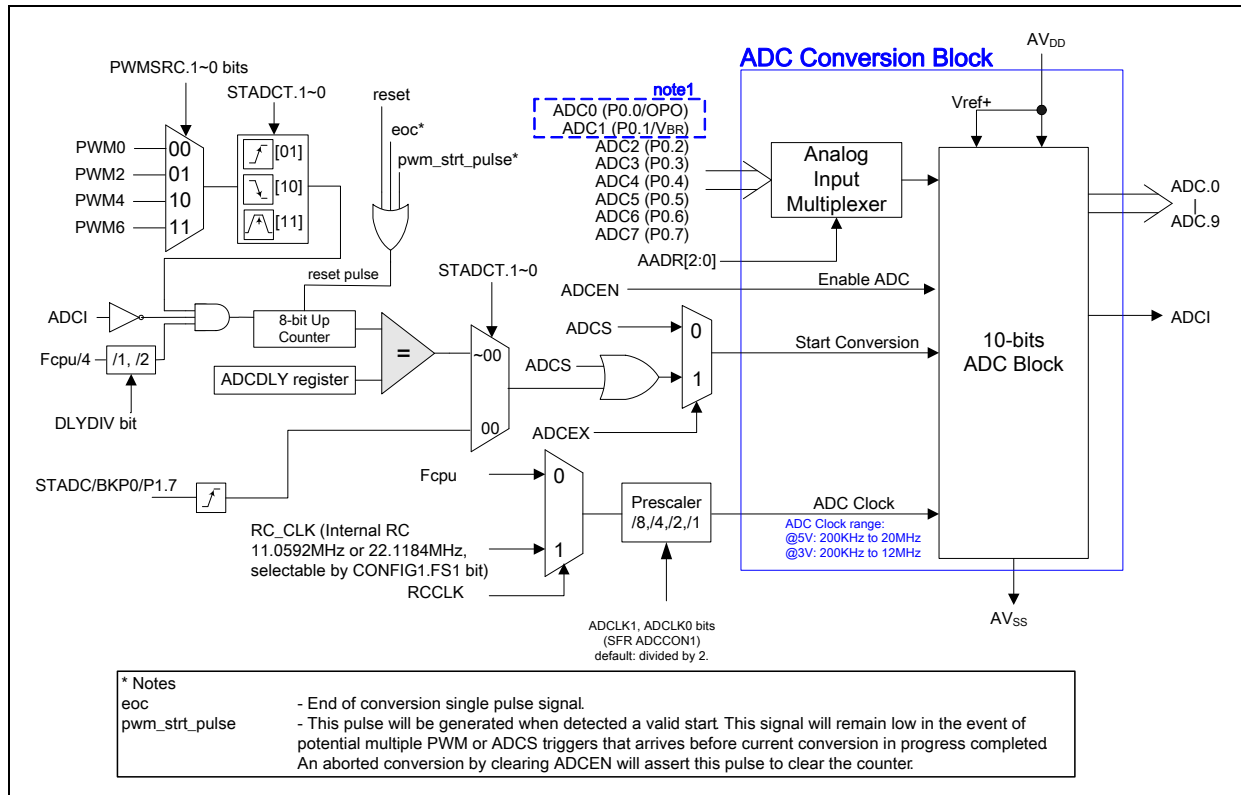 AVDD
ADC Conversion Block
PWMSRC.1~0 bits
STADCT.1~0
reset
eoc*
pwm_strt_pulse*
note1
Vref+
ADC0 (P0.0/OPO)
ADC1 (P0.1/VBR)
ADC2 (P0.2)
ADC3 (P0.3)
ADC4 (P0.4)
ADC5 (P0.5)
ADC6 (P0.6)
ADC7 (P0.7)
PWM0
00
PWM2
01
PWM4
10
PWM6
11
[01]
[10]
[11]
Analog
Input
Multiplexer
ADC.0
ADC.9
AADR[2:0]
reset pulse
STADCT.1~0
ADCEN
Enable ADC
ADCI
8-bit Up
Counter
ADCS
0
ADCI
Fcpu/4
/1, /2
=
~00
Start Conversion
10-bits
ADC Block
ADCDLY register
ADCS
1
DLYDIV bit
00
ADCEX
STADC/BKP0/P1.7
Fcpu
0
Prescaler
/8,/4,/2,/1
ADC Clock
ADC Clock range:
@5V: 200KHz to 20MHz
@3V: 200KHz to 12MHz
RC_CLK (Internal RC
11.0592MHz or 22.1184MHz,
selectable by CONFIG1.FS1 bit)
1
RCCLK
ADCLK1, ADCLK0 bits
(SFR ADCCON1)
default: divided by 2.
AVSS
* Notes
eoc - End of conversion single pulse signal.
pwm_strt_pulse - This pulse will be generated when detected a valid start. This signal will remain low in the event of
potential multiple PWM or ADCS triggers that arrives before current conversion in progress completed.
An aborted conversion by clearing ADCEN will assert this pulse to clear the counter.